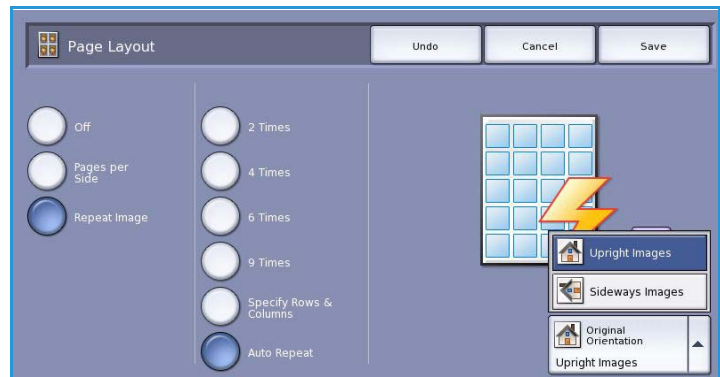 Page Layout
Undo
Cancel
Save
Off
Pages per
Side
Repeat Image
2 Times
4 Times
6 Times
9 Times
Specify Rows &
Columns
Auto Repeat
Upright Images
Sideways Images
Original
Orientation
Upright Images